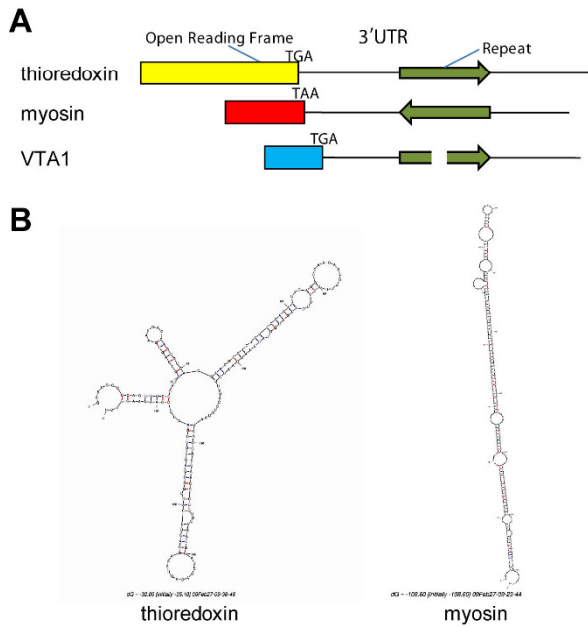 A
Open Reading Frame
3'UTR
Repeat
thioredoxin
TGA
myosin
TAA
VTA1
TGA
B
thioredoxin
myosin